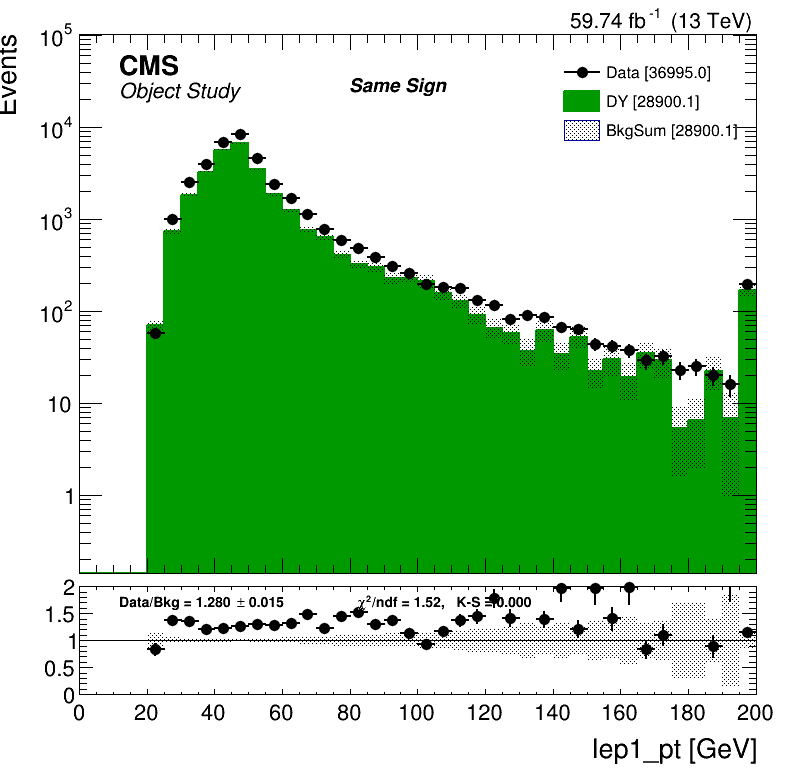 59.74 fb-1 (13 TeV)
Events
CMS
Object Study
Same Sign
Data [36995.0]
DY [28900.1]
BkgSum [28900.1]
10^5
10^4
10^3
10^2
10
1
Data/Bkg = 1.280 ± 0.015
χ2/ndf = 1.52, K-S = 0.000
2
1.5
1
0.5
0
0 20 40 60 80 100 120 140 160 180 200
lep1_pt [GeV]